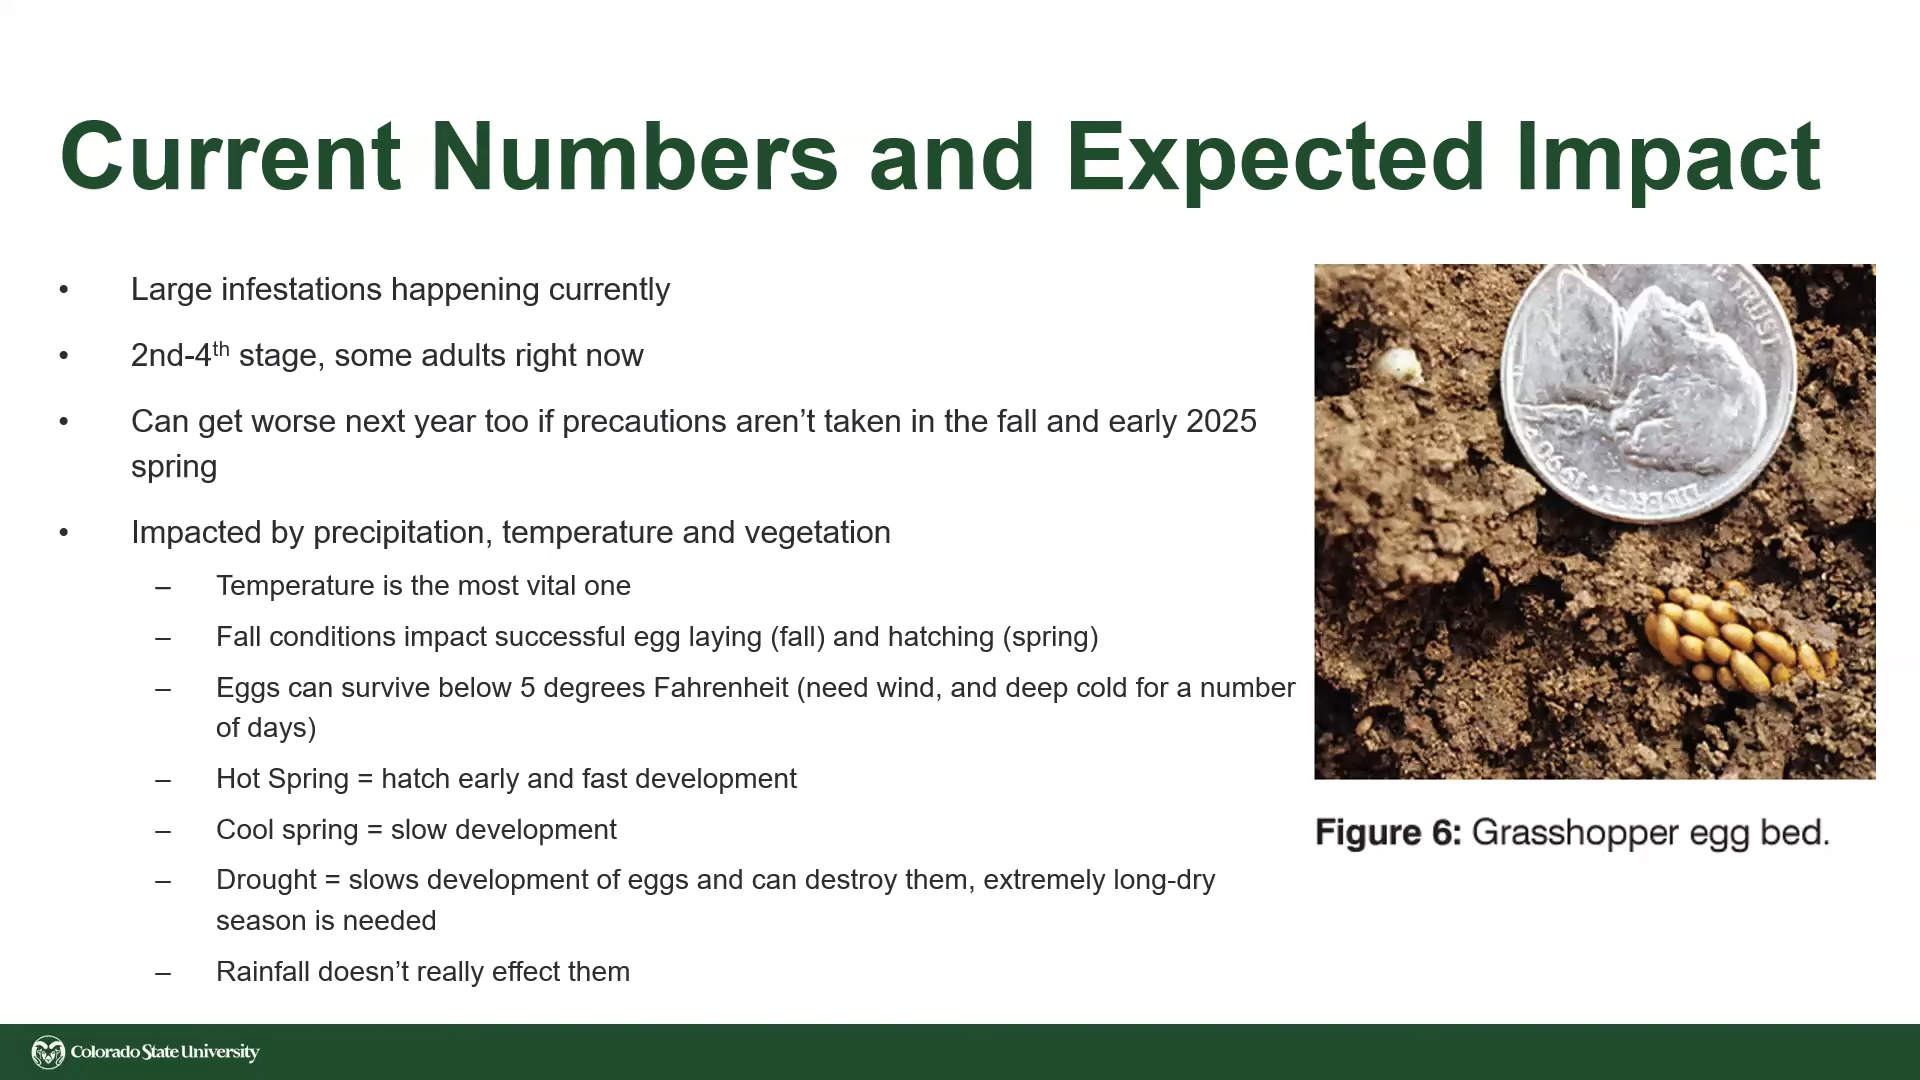 Current Numbers and Expected Impact
• Large infestations happening currently
• 2nd-4th stage, some adults right now
• Can get worse next year too if precautions aren’t taken in the fall and early 2025
spring
• Impacted by precipitation, temperature and vegetation
– Temperature is the most vital one
– Fall conditions impact successful egg laying (fall) and hatching (spring)
– Eggs can survive below 5 degrees Fahrenheit (need wind, and deep cold for a number
of days)
– Hot Spring = hatch early and fast development
– Cool spring = slow development
– Drought = slows development of eggs and can destroy them, extremely long-dry
season is needed
– Rainfall doesn’t really effect them
TRUST
LIBERTY
Figure 6: Grasshopper egg bed.
Colorado State University